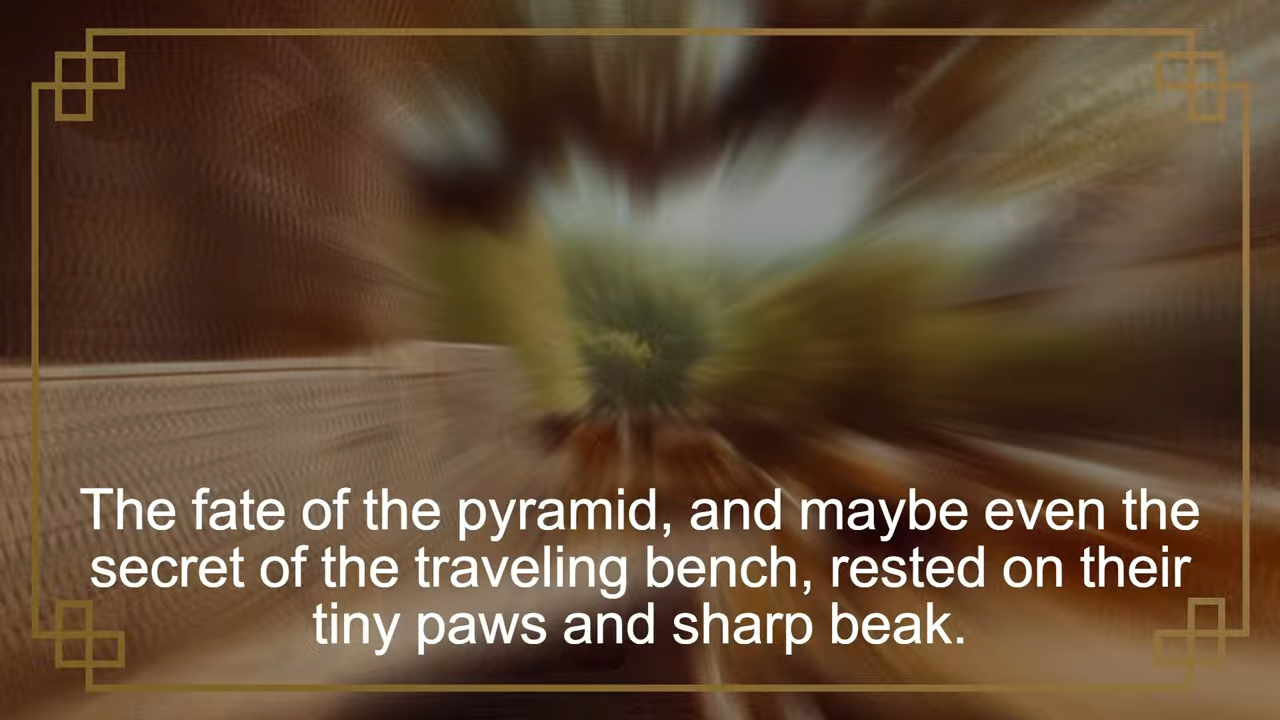 The fate of the pyramid, and maybe even the
secret of the traveling bench, rested on their
tiny paws and sharp beak.